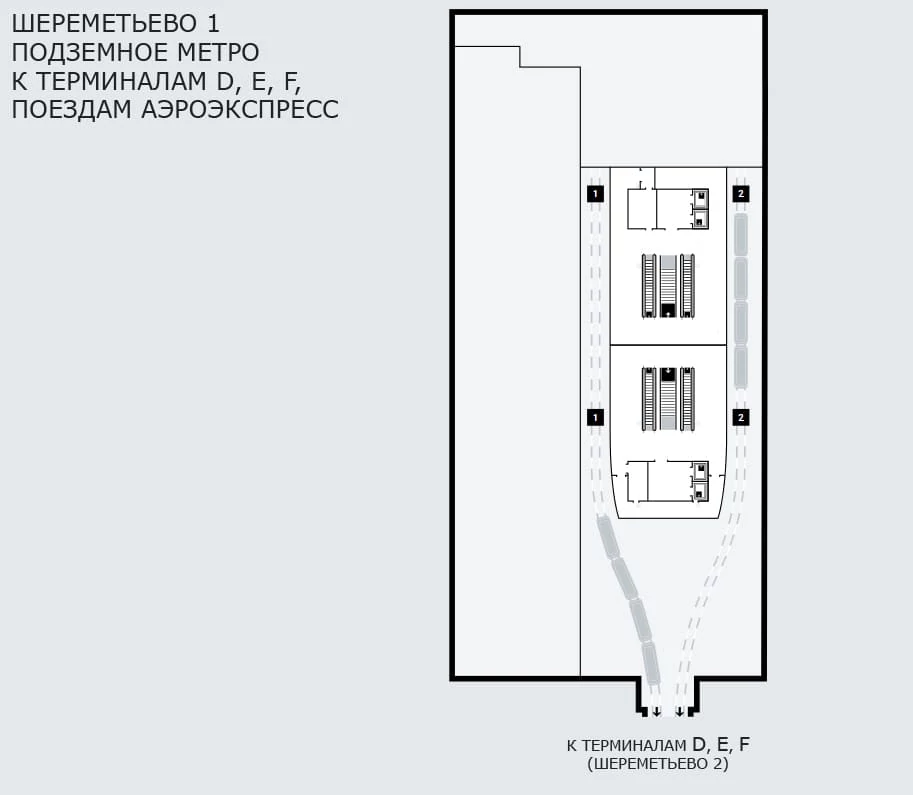 ШЕРЕМЕТЬЕВО 1
ПОДЗЕМНОЕ МЕТРО
К ТЕРМИНАЛАМ D, E, F,
ПОЕЗДАМ АЭРОЭКСПРЕСС
1
2
1
2
К ТЕРМИНАЛАМ D, E, F
(ШЕРЕМЕТЬЕВО 2)